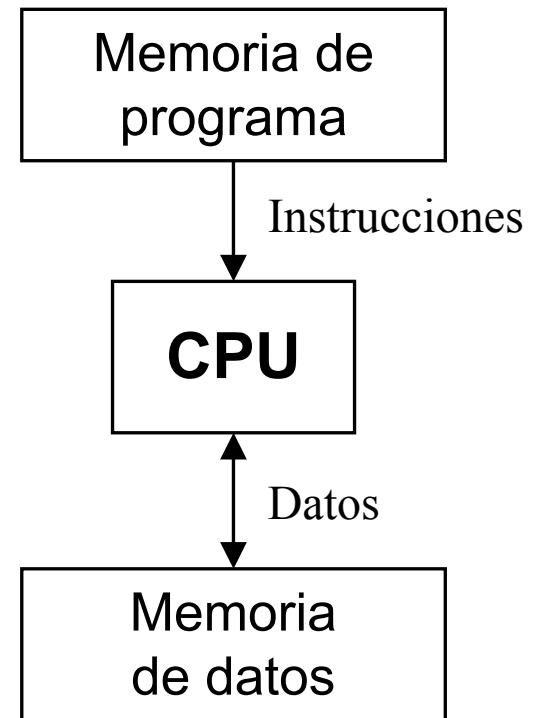 Memoria de
programa
Instrucciones
CPU
Datos
Memoria
de datos